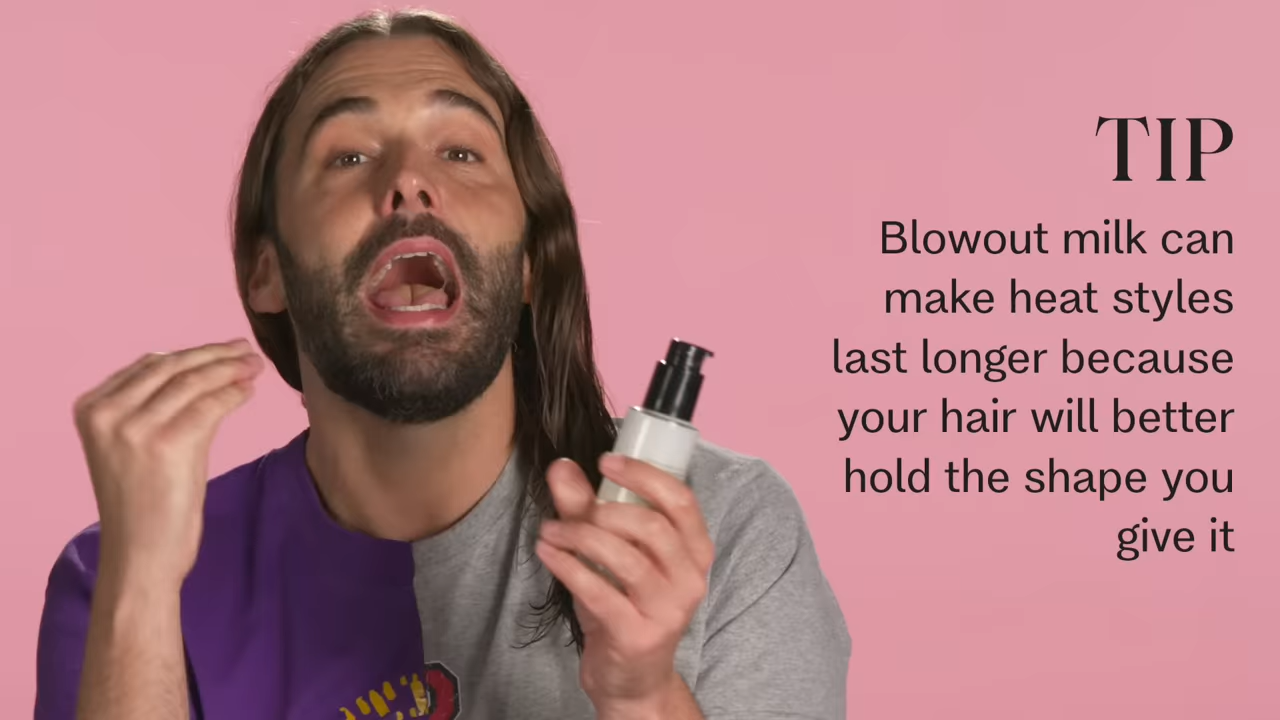 TIP
Blowout milk can
make heat styles
last longer because
your hair will better
hold the shape you
give it